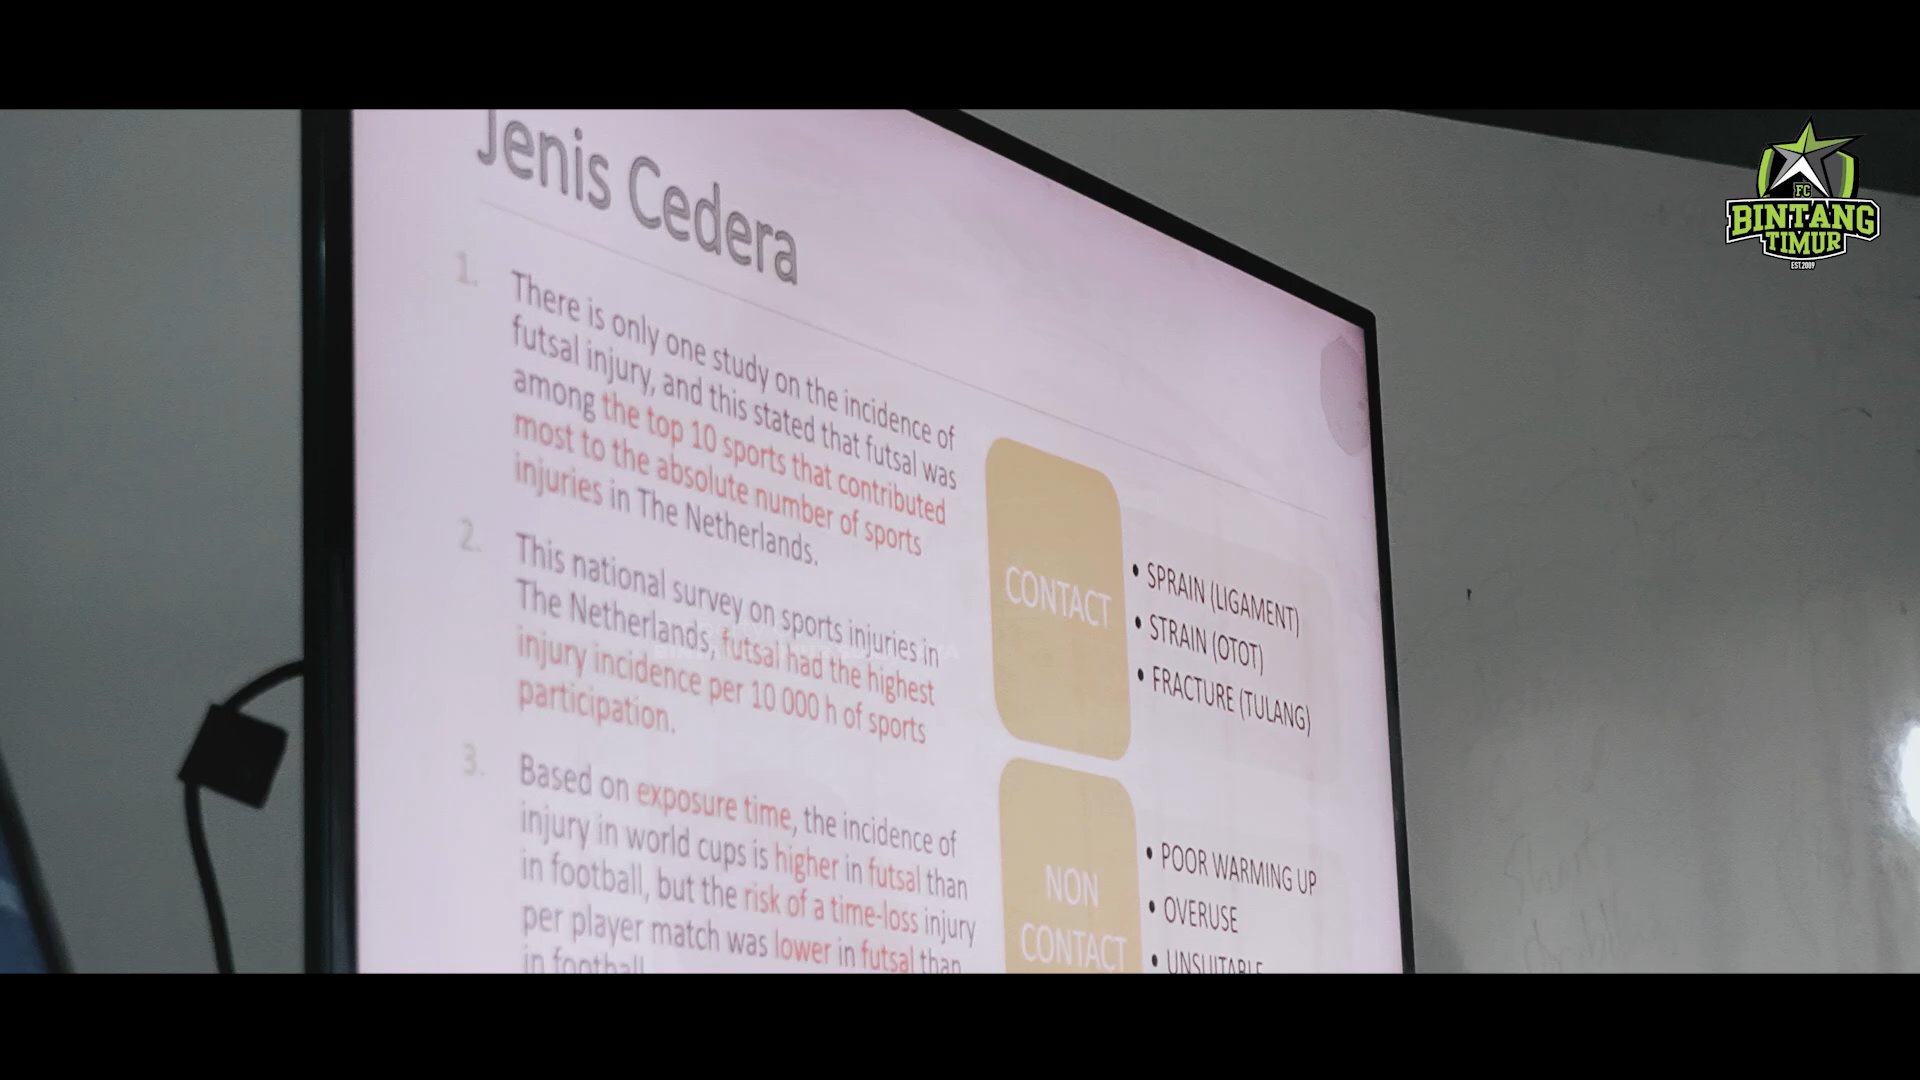 Jenis Cedera
1. There is only one study on the incidence of
futsal injury, and this stated that futsal was
among the top 10 sports that contributed
most to the absolute number of sports
injuries in The Netherlands.
2. This national survey on sports injuries in
The Netherlands, futsal had the highest
injury incidence per 10 000 h of sports
participation.
3. Based on exposure time, the incidence of
injury in world cups is higher in futsal than
in football, but the risk of a time-loss injury
per player match was lower in futsal than
in football
CONTACT
• SPRAIN (LIGAMENT)
• STRAIN (OTOT)
• FRACTURE (TULANG)
NON
CONTACT
• POOR WARMING UP
• OVERUSE
• UNSUITABLE
FC
BINTANG
TIMUR
EST.2009